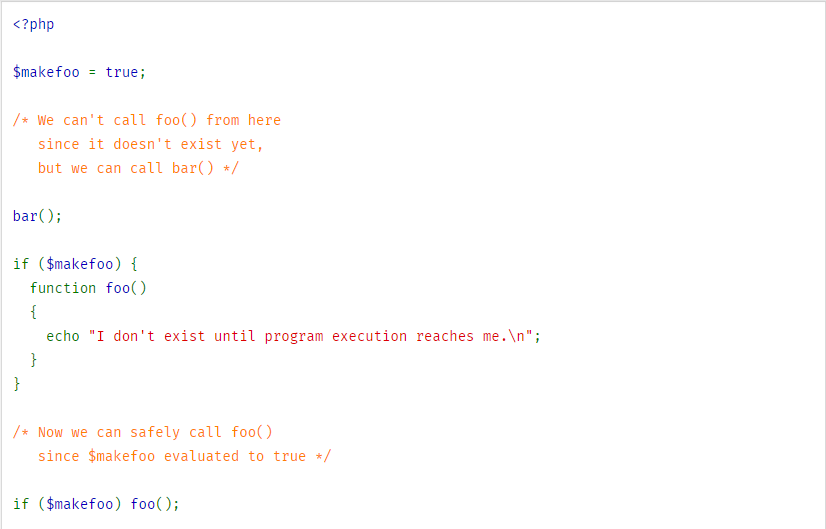 <?php
$makefoo = true;
/* We can't call foo() from here
since it doesn't exist yet,
but we can call bar() */
bar();
if ($makefoo) {
function foo()
{
echo "I don't exist until program execution reaches me.\n";
}
}
/* Now we can safely call foo()
since $makefoo evaluated to true */
if ($makefoo) foo();